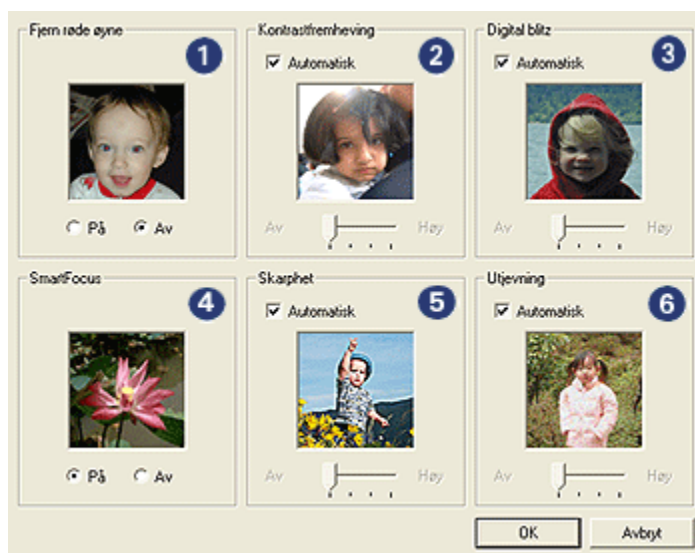 Fjern røde øyne
1
På
Av
Kontrastfremheving
2
Automatisk
Av
Høy
Digital blitz
3
Automatisk
Av
Høy
SmartFocus
4
På
Av
Skarphet
5
Automatisk
Av
Høy
Utjevning
6
Automatisk
Av
Høy
OK
Avbryt